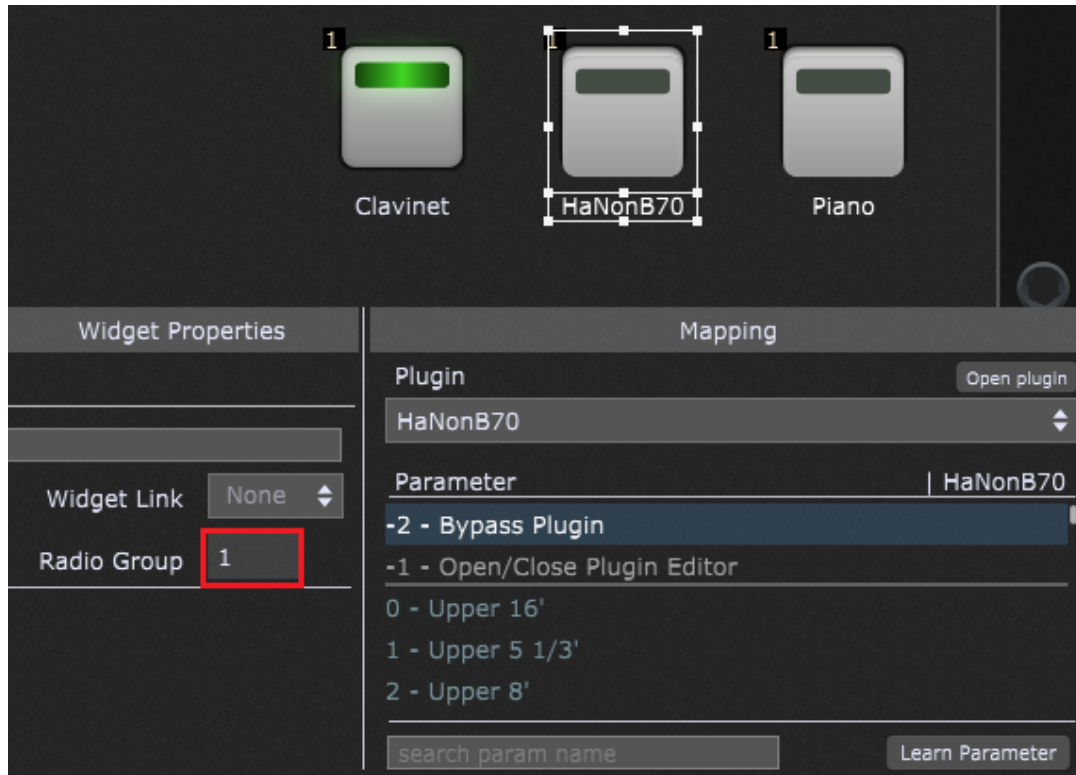 1 1 1
Clavinet HaNonB70 Piano
Widget Properties
Widget Link None
Radio Group 1
Mapping
Plugin Open plugin
HaNonB70
Parameter | HaNonB70
-2 - Bypass Plugin
-1 - Open/Close Plugin Editor
0 - Upper 16'
1 - Upper 5 1/3'
2 - Upper 8'
search param name Learn Parameter